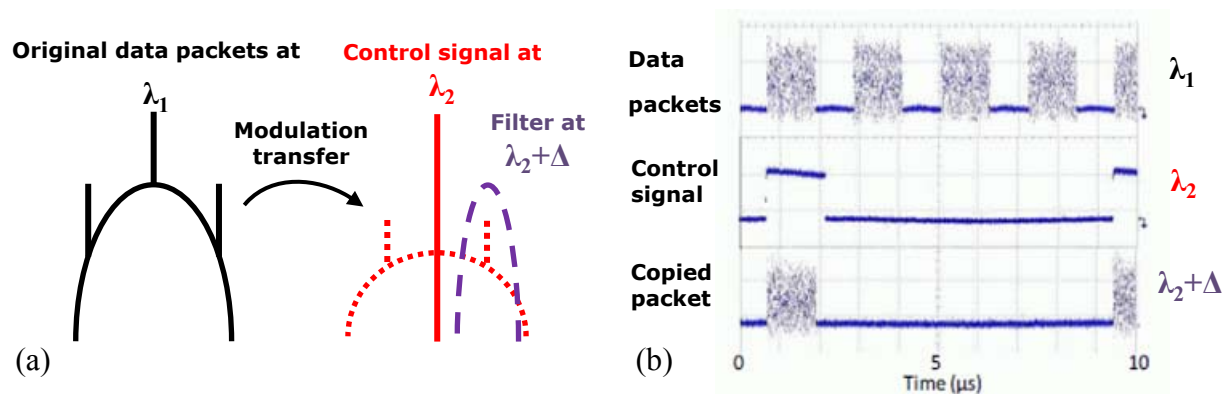 Original data packets at
λ1
Control signal at
λ2
Modulation
transfer
Filter at
λ2+Δ
(a)
Data
packets
λ1
Control
signal
λ2
Copied
packet
λ2+Δ
0
5
10
Time (μs)
(b)